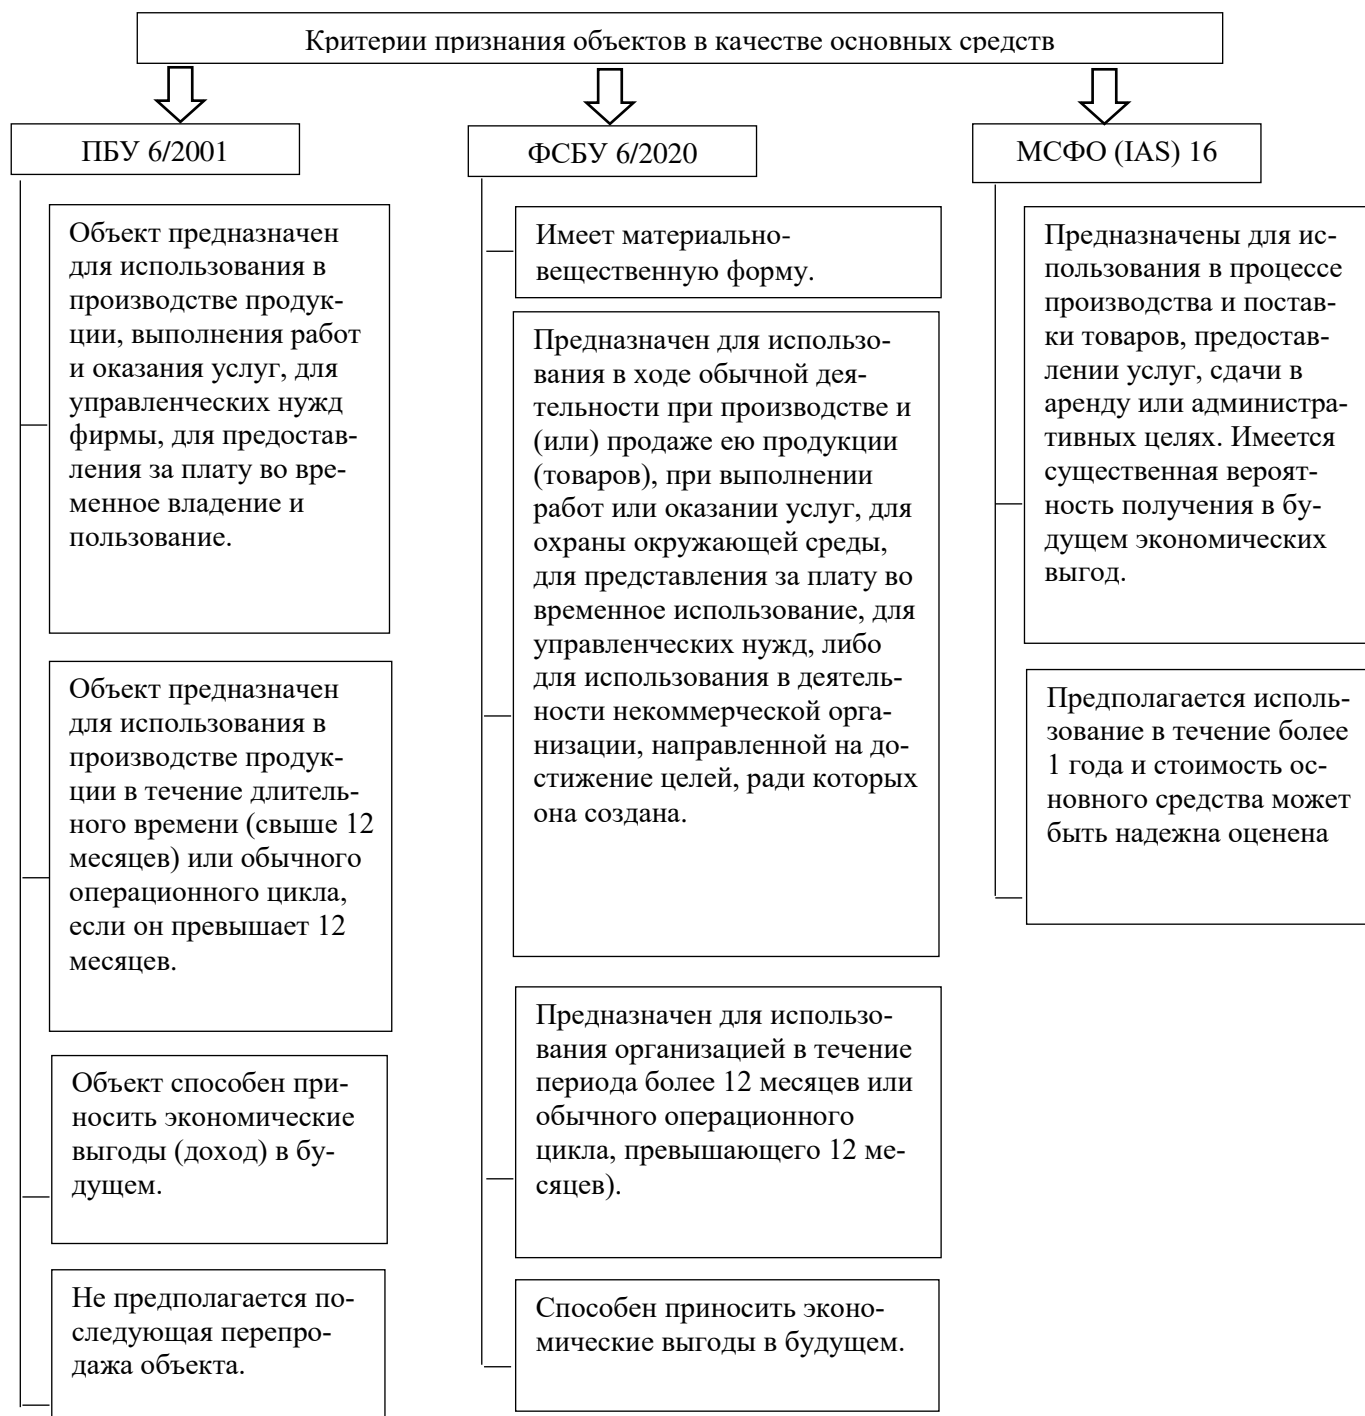 Критерии признания объектов в качестве основных средств
ПБУ 6/2001
Объект предназначен
для использования в
производстве продук-
ции, выполнения работ
и оказания услуг, для
управленческих нужд
фирмы, для предостав-
ления за плату во вре-
менное владение и
пользование.
Объект предназначен
для использования в
производстве продук-
ции в течение длитель-
ного времени (свыше 12
месяцев) или обычного
операционного цикла,
если он превышает 12
месяцев.
Объект способен при-
носить экономические
выгоды (доход) в бу-
дущем.
Не предполагается по-
следующая перепро-
дажа объекта.
ФСБУ 6/2020
Имеет материально-
вещественную форму.
Предназначен для использо-
вания в ходе обычной дея-
тельности при производстве и
(или) продаже ею продукции
(товаров), при выполнении
работ или оказании услуг, для
охраны окружающей среды,
для представления за плату во
временное использование, для
управленческих нужд, либо
для использования в деятель-
ности некоммерческой орга-
низации, направленной на до-
стижение целей, ради которых
она создана.
Предназначен для использо-
вания организацией в течение
периода более 12 месяцев или
обычного операционного
цикла, превышающего 12 ме-
сяцев).
Способен приносить эконо-
мические выгоды в будущем.
МСФО (IAS) 16
Предназначены для ис-
пользования в процессе
производства и постав-
ки товаров, предостав-
лении услуг, сдачи в
аренду или администра-
тивных целях. Имеется
существенная вероят-
ность получения в бу-
дущем экономических
выгод.
Предполагается исполь-
зование в течение более
1 года и стоимость ос-
новного средства может
быть надежна оценена